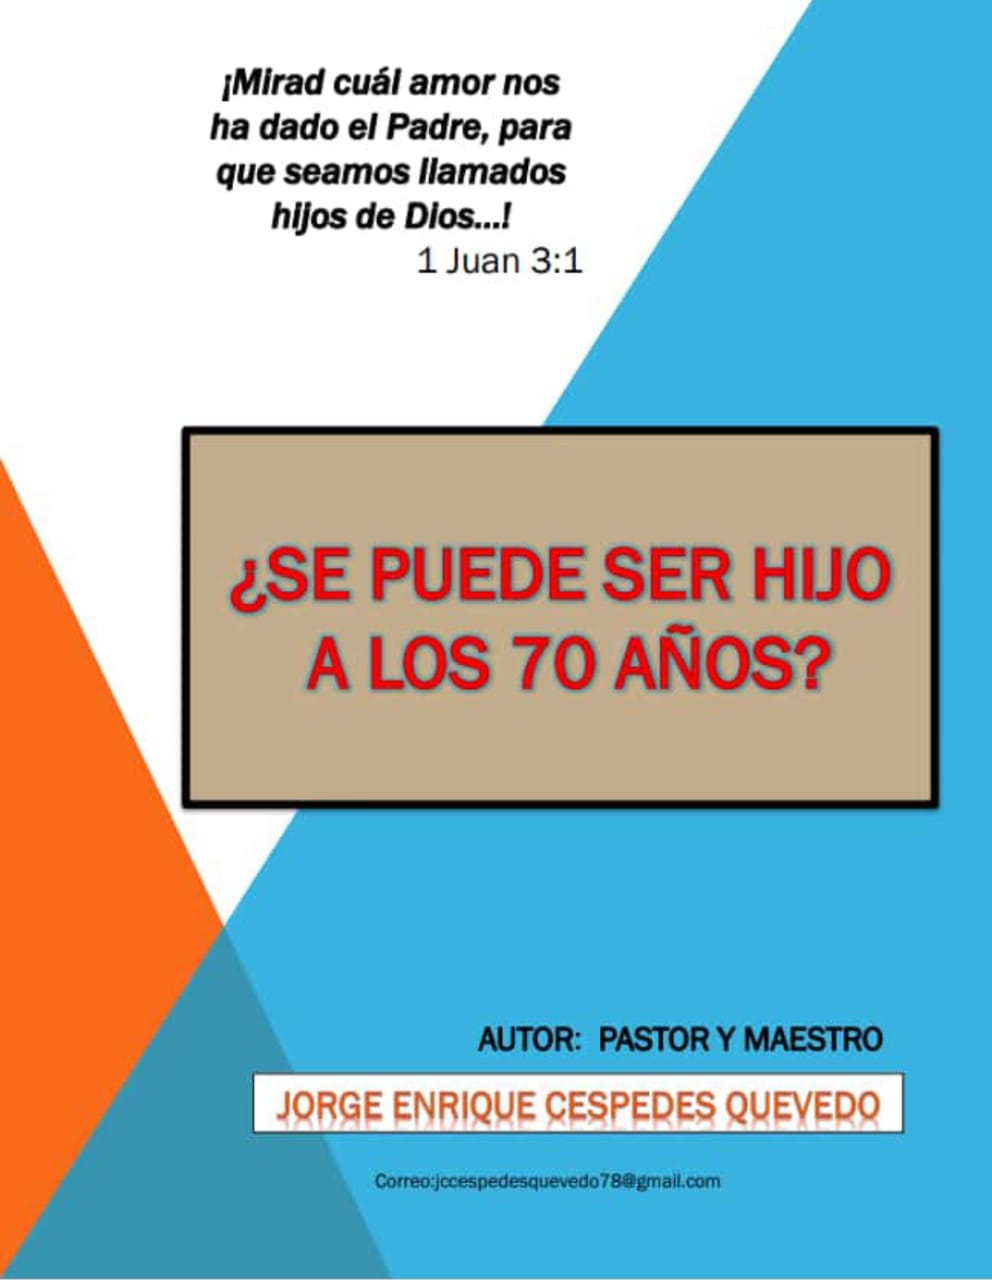 ¡Mirad cuál amor nos
ha dado el Padre, para
que seamos llamados
hijos de Dios...!
1 Juan 3:1
¿SE PUEDE SER HIJO
A LOS 70 AÑOS?
AUTOR: PASTOR Y MAESTRO
JORGE ENRIQUE CESPEDES QUEVEDO
Correo:jccespedesquevedo78@gmail.com